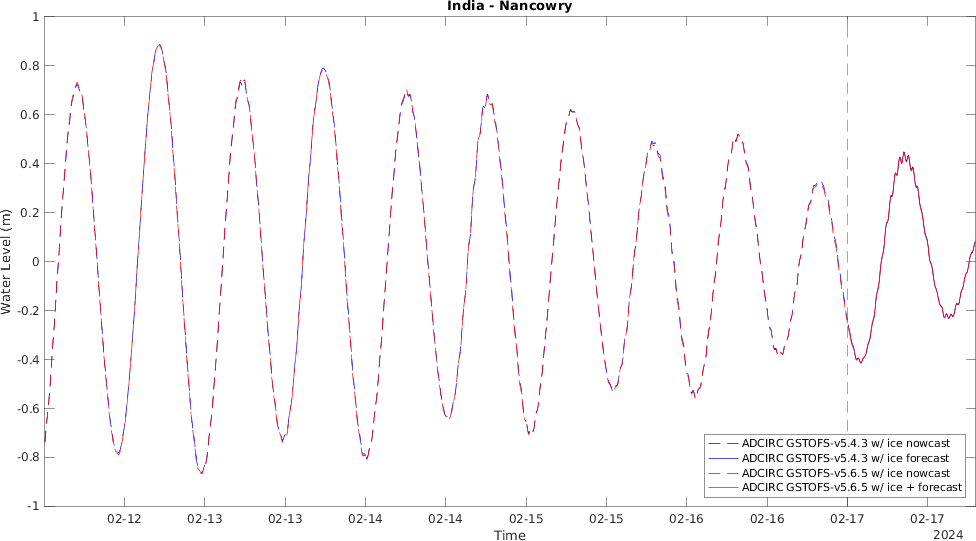 India - Nancowry
1
0.8
0.6
0.4
0.2
0
-0.2
-0.4
-0.6
-0.8
-1
Water Level (m)
ADCIRC GSTOFS-v5.4.3 w/ ice nowcast
ADCIRC GSTOFS-v5.4.3 w/ ice forecast
ADCIRC GSTOFS-v5.6.5 w/ ice nowcast
ADCIRC GSTOFS-v5.6.5 w/ ice + forecast
02-12 02-13 02-13 02-14 02-14 02-15 02-15 02-16 02-16 02-17 02-17
Time
2024